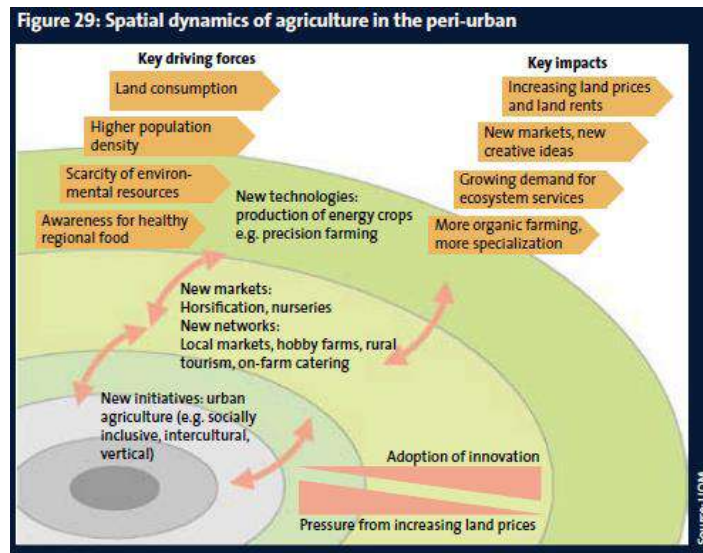 Figure 29: Spatial dynamics of agriculture in the peri-urban
Key driving forces
Land consumption
Higher population
density
Scarcity of environ-
mental resources
Awareness for healthy
regional food
Key impacts
Increasing land prices
and land rents
New markets, new
creative ideas
Growing demand for
ecosystem services
More organic farming,
more specialization
New technologies:
production of energy crops
e.g. precision farming
New markets:
Horsification, nurseries
New networks:
Local markets, hobby farms, rural
tourism, on-farm catering
New initiatives: urban
agriculture (e.g. socially
inclusive, intercultural,
vertical)
Adoption of innovation
Pressure from increasing land prices
Source: UOM